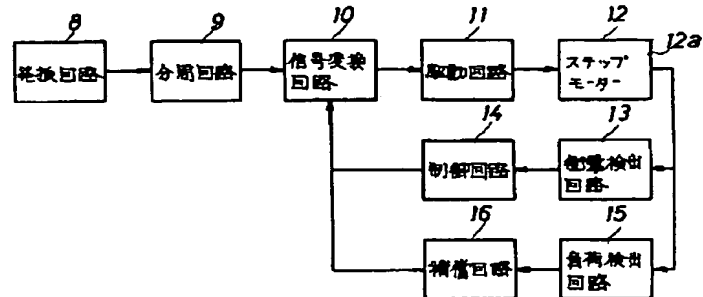 8
9
10
11
12
12a
発振回路
分周回路
信号変換
回路
駆動回路
ステップ
モーター
14
13
制御回路
衝撃検出
回路
16
15
補償回路
負荷検出
回路